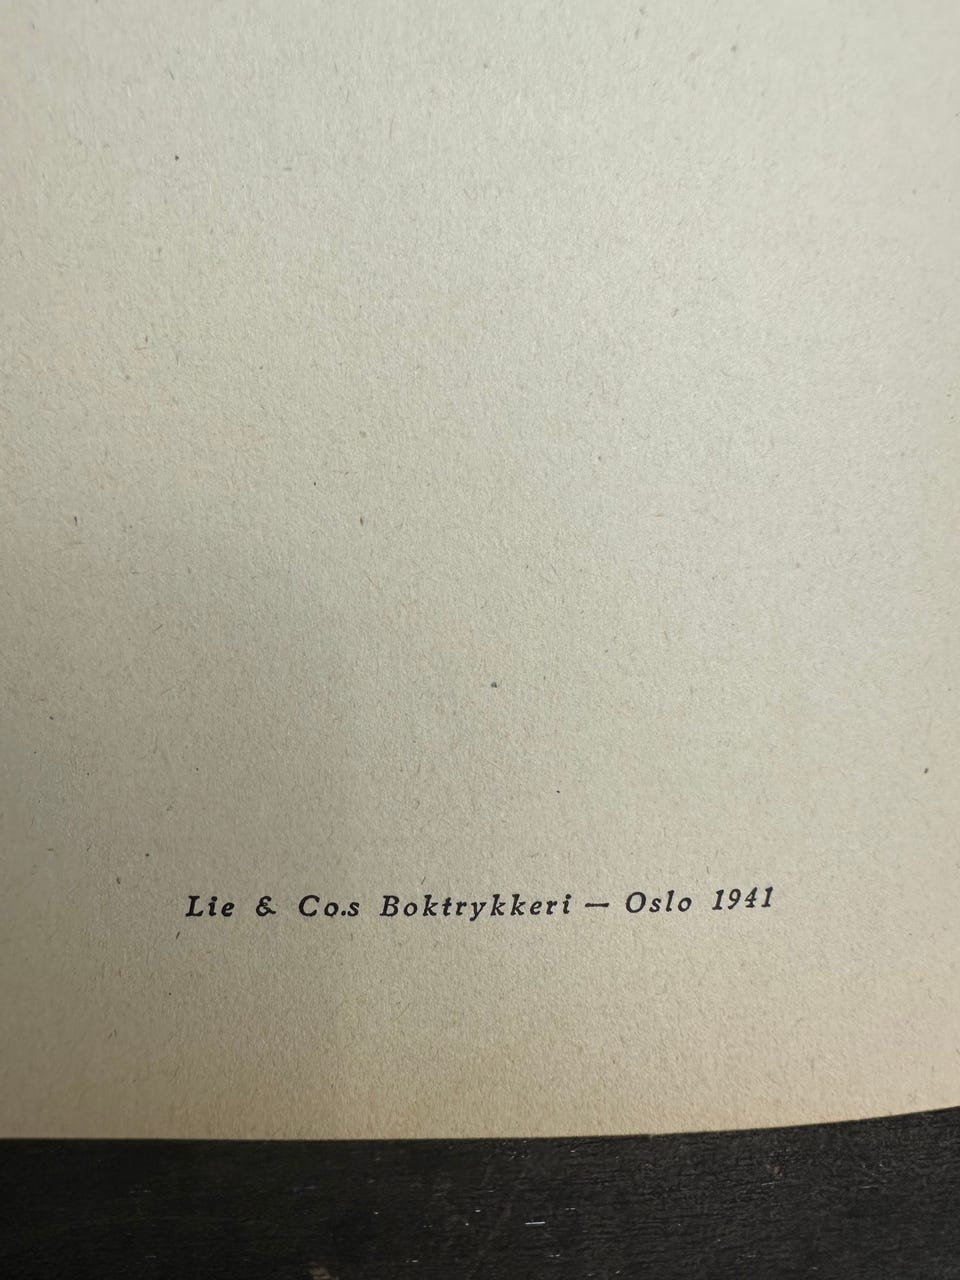 Lie & Co.s Boktrykkeri — Oslo 1941